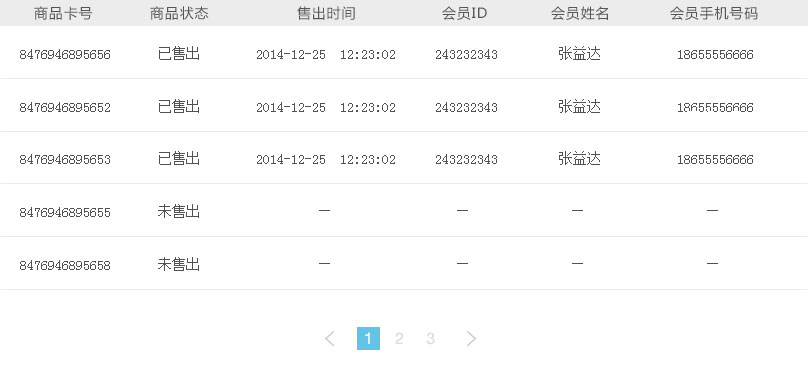 商品卡号 商品状态 售出时间 会员ID 会员姓名 会员手机号码
8476946895656 已售出 2014-12-25 12:23:02 243232343 张益达 18655556666
8476946895652 已售出 2014-12-25 12:23:02 243232343 张益达 18655556666
8476946895653 已售出 2014-12-25 12:23:02 243232343 张益达 18655556666
8476946895655 未售出 — — — —
8476946895658 未售出 — — — —
< 1 2 3 >